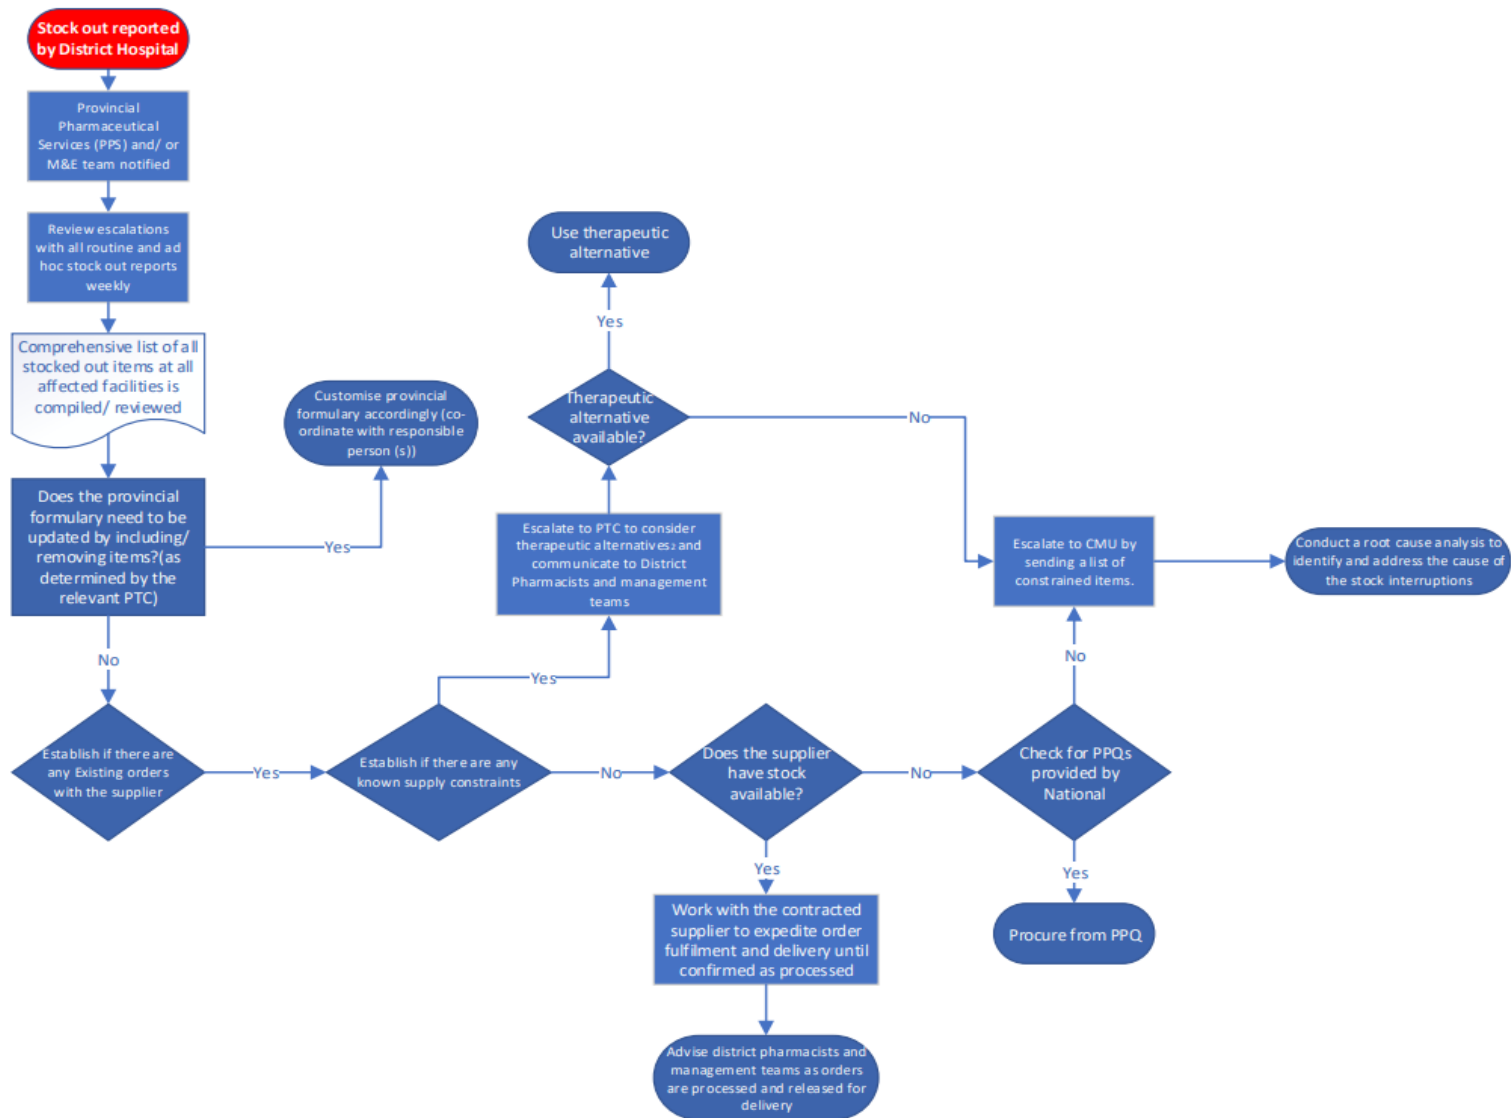 Stock out reported
by District Hospital
Provincial
Pharmaceutical
Services (PPS) and/ or
M&E team notified
Review escalations
with all routine and ad
hoc stock out reports
weekly
Comprehensive list of all
stocked out items at all
affected facilities is
compiled/ reviewed
Does the provincial
formulary need to be
updated by including/
removing items?(as
determined by the
relevant PTC)
Yes
Customise provincial
formulary accordingly (co-
ordinate with responsible
person (s))
No
Establish if there are
any Existing orders
with the supplier
Yes
Establish if there are any
known supply constraints
Yes
Escalate to PTC to consider
therapeutic alternatives2 and
communicate to District
Pharmacists and management
teams
Therapeutic
alternative
available?
Yes
Use therapeutic
alternative
No
No
Does the supplier
have stock
available?
Yes
Work with the contracted
supplier to expedite order
fulfilment and delivery until
confirmed as processed
Advise district pharmacists and
management teams as orders
are processed and released for
delivery
No
Check for PPQs
provided by
National
Yes
Procure from PPQ
No
Escalate to CMU by
sending a list of
constrained items.
Conduct a root cause analysis to
identify and address the cause of
the stock interruptions